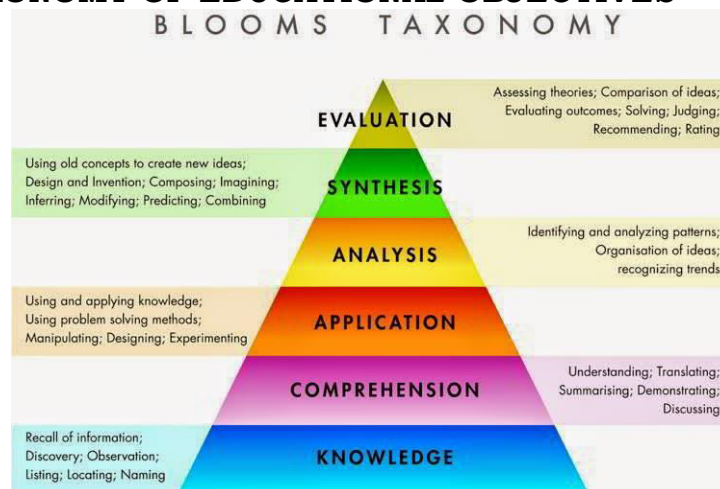 BLOOMS TAXONOMY
EVALUATION
Assessing theories; Comparison of ideas;
Evaluating outcomes; Solving; Judging;
Recommending; Rating
Using old concepts to create new ideas;
Design and Invention; Composing; Imagining;
Inferring; Modifying; Predicting; Combining
SYNTHESIS
ANALYSIS
Identifying and analyzing patterns;
Organisation of ideas;
recognizing trends
Using and applying knowledge;
Using problem solving methods;
Manipulating; Designing; Experimenting
APPLICATION
COMPREHENSION
Understanding; Translating;
Summarising; Demonstrating;
Discussing
Recall of information;
Discovery; Observation;
Listing; Locating; Naming
KNOWLEDGE